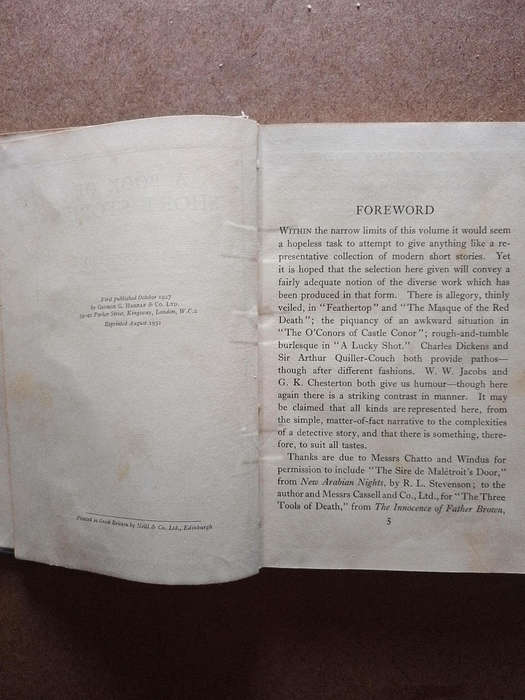 First published October 1927
by George G. Harrap & Co. Ltd.
39-41 Parker Street, Kingsway, London, W.C.2
Reprinted August 1931
Printed in Great Britain by Neill & Co. Ltd., Edinburgh
FOREWORD
Within the narrow limits of this volume it would seem
a hopeless task to attempt to give anything like a re-
presentative collection of modern short stories. Yet
it is hoped that the selection here given will convey a
fairly adequate notion of the diverse work which has
been produced in that form. There is allegory, thinly
veiled, in "Feathertop" and "The Masque of the Red
Death"; the piquancy of an awkward situation in
"The O'Conors of Castle Conor"; rough-and-tumble
burlesque in "A Lucky Shot." Charles Dickens and
Sir Arthur Quiller-Couch both provide pathos—
though after different fashions. W. W. Jacobs and
G. K. Chesterton both give us humour—though here
again there is a striking contrast in manner. It may
be claimed that all kinds are represented here, from
the simple, matter-of-fact narrative to the complexities
of a detective story, and that there is something, there-
fore, to suit all tastes.
Thanks are due to Messrs Chatto and Windus for
permission to include "The Sire de Malétroit's Door,"
from New Arabian Nights, by R. L. Stevenson; to the
author and Messrs Cassell and Co., Ltd., for "The Three
Tools of Death," from The Innocence of Father Brown,
5